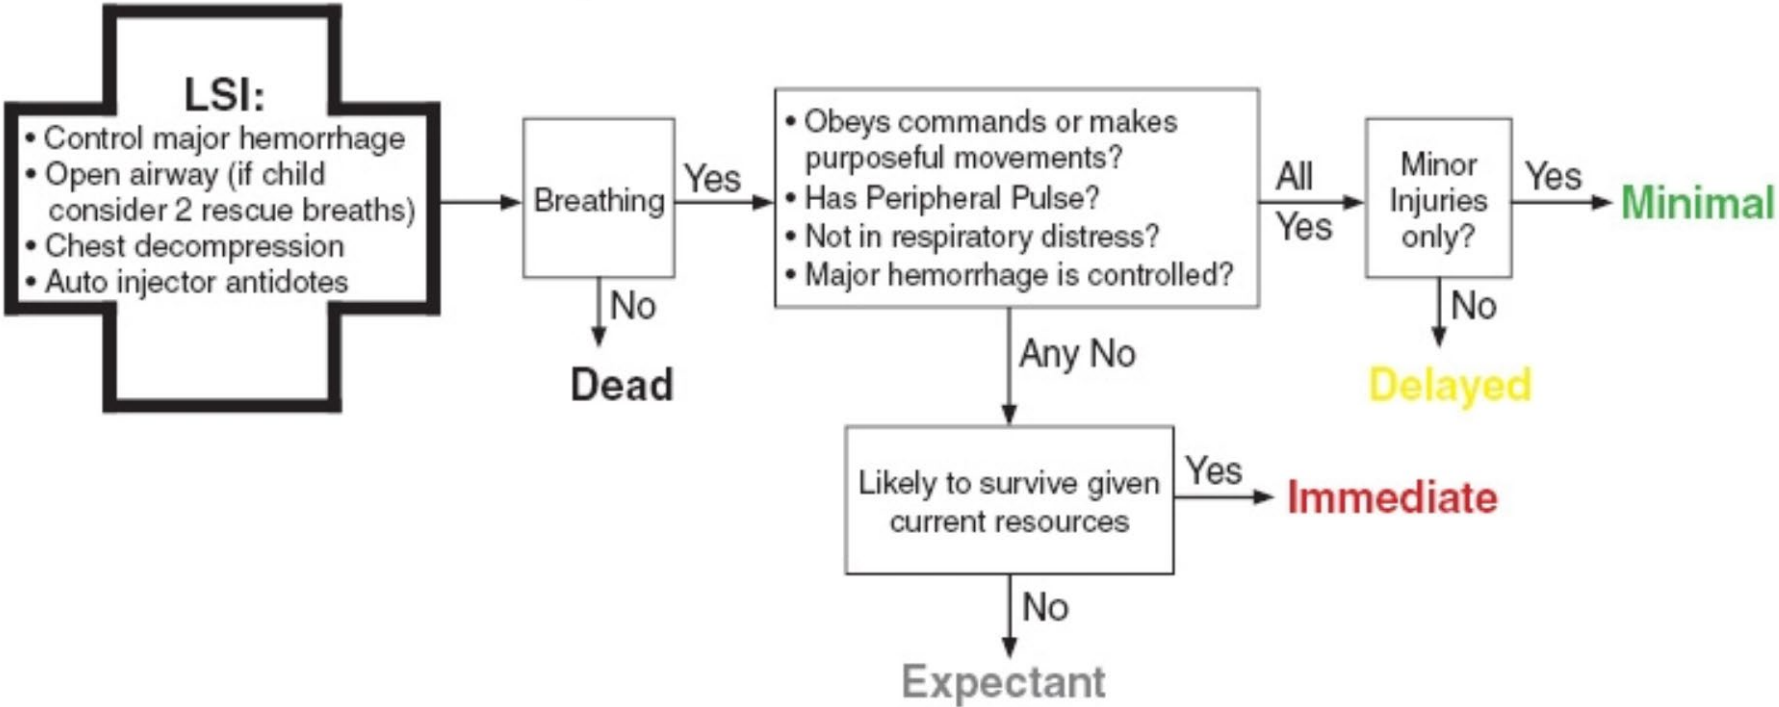 LSI:
• Control major hemorrhage
• Open airway (if child
consider 2 rescue breaths)
• Chest decompression
• Auto injector antidotes
Breathing
Yes
No
Dead
• Obeys commands or makes
purposeful movements?
• Has Peripheral Pulse?
• Not in respiratory distress?
• Major hemorrhage is controlled?
All
Yes
Minor
Injuries
only?
Yes
Minimal
No
Delayed
Any No
Likely to survive given
current resources
Yes
Immediate
No
Expectant